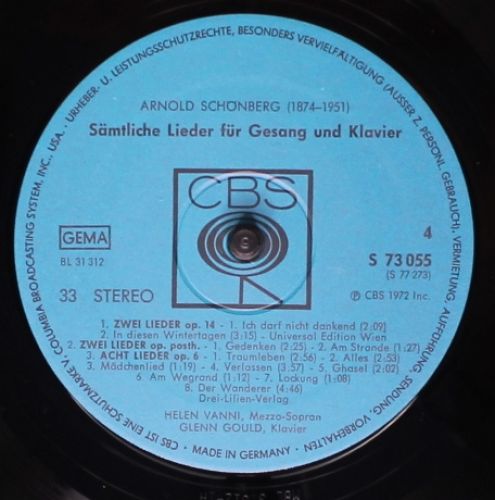 URHEBER- U. LEISTUNGSSCHUTZRECHTE, BESONDERS VERVIELFÄLTIGUNG (AUSSER Z. PERSÖNL. GEBRAUCH), VERMIETUNG, AUFFÜHRUNG, SENDUNG, VORBEHALTEN
CBS IST EINE SCHUTZMARKE V. COLUMBIA BROADCASTING SYSTEM, INC., USA.
ARNOLD SCHÖNBERG (1874–1951)
Sämtliche Lieder für Gesang und Klavier
CBS
GEMA
BL 31 312
33 STEREO
4
S 73 055
(S 77 273)
℗ CBS 1972 Inc.
1. ZWEI LIEDER op. 14 - 1. Ich darf nicht dankend (2:09)
2. In diesen Wintertagen (3:15) - Universal Edition Wien
2. ZWEI LIEDER op. posth. - 1. Gedenken (2:25) - 2. Am Strande (1:27)
3. ACHT LIEDER op. 6 - 1. Traumleben (2:56) - 2. Alles (2:53)
3. Mädchenlied (1:19) - 4. Verlassen (3:57) - 5. Ghasel (2:02)
6. Am Wegrand (1:12) - 7. Lockung (1:08)
8. Der Wanderer (4:46)
Drei-Lilien-Verlag
HELEN VANNI, Mezzo-Sopran
GLENN GOULD, Klavier
• MADE IN GERMANY •